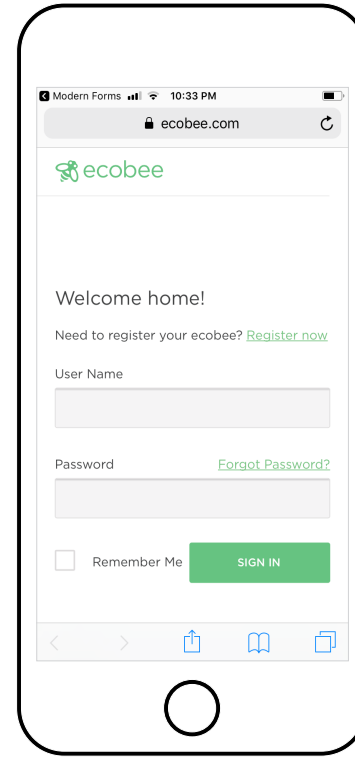 Modern Forms 10:33 PM
ecobee.com
ecobee
Welcome home!
Need to register your ecobee? Register now
User Name
Password Forgot Password?
Remember Me SIGN IN